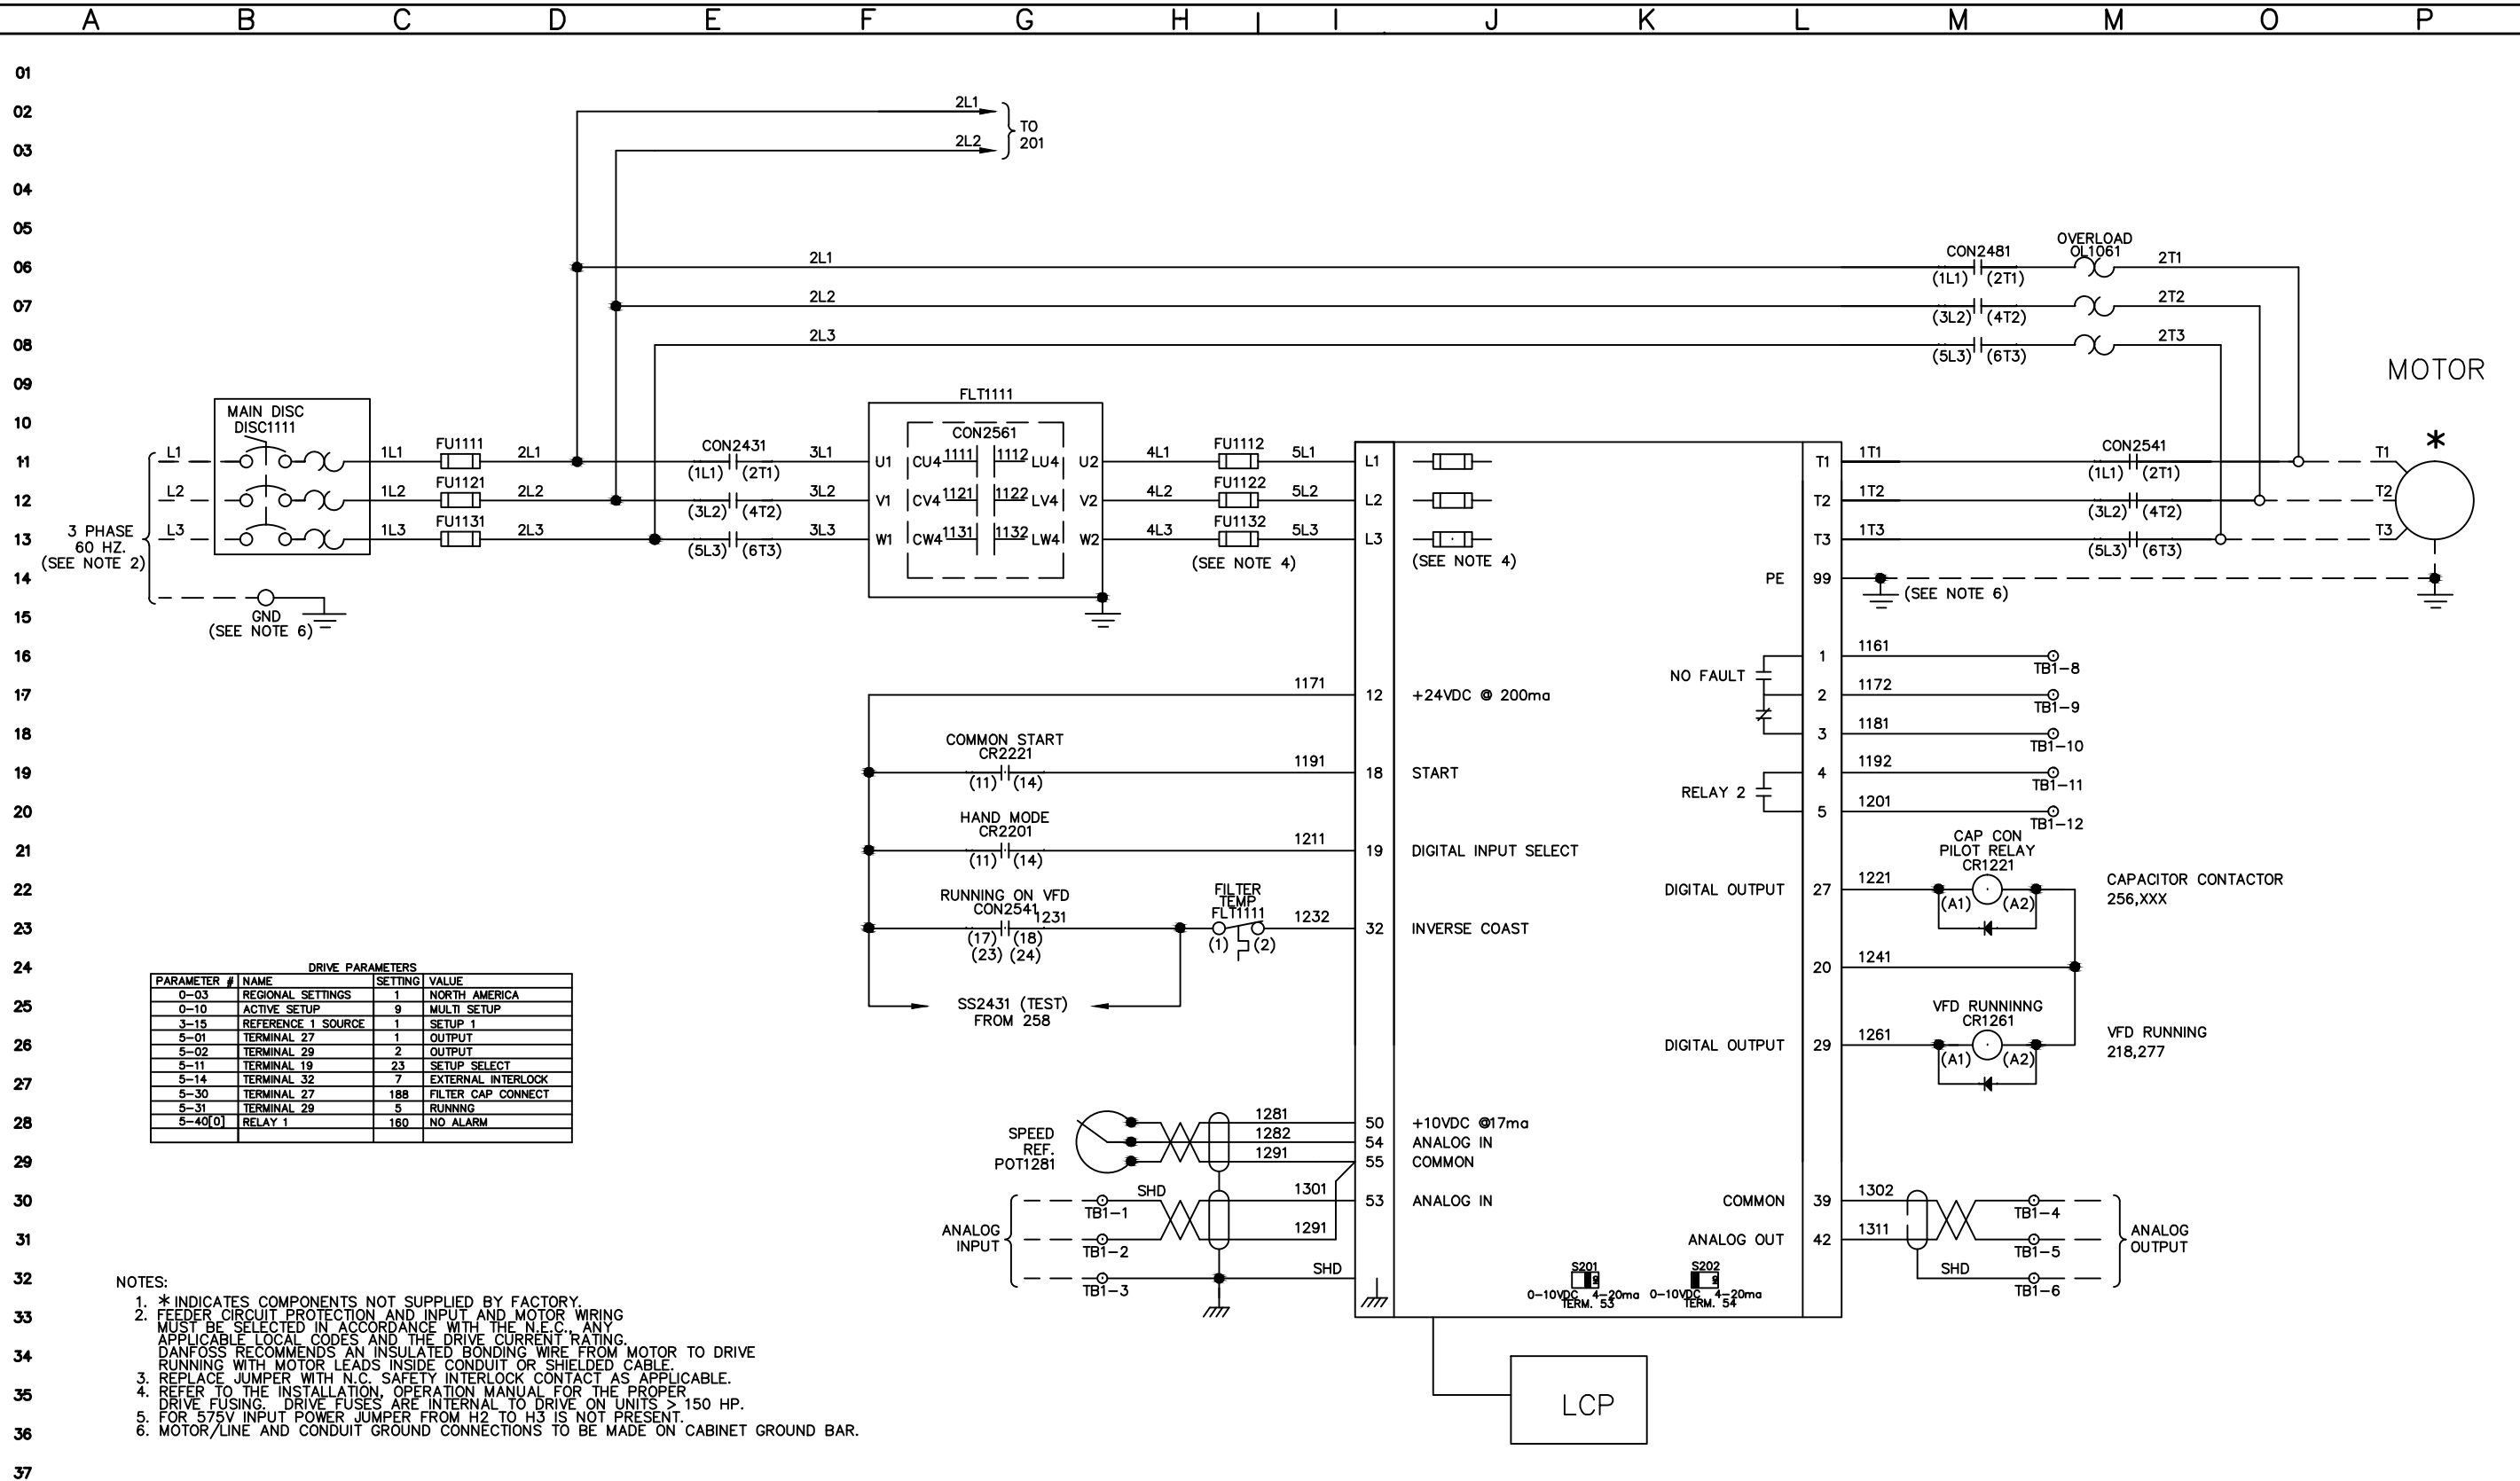 A B C D E F G H I J K L M M O P
01
02 2L1
TO
201
03 2L2
04
05
OVERLOAD
CON2481 OL1061
06 2L1 2T1
(1L1) (2T1)
07 2L2 2T2
(3L2) (4T2)
08 2L3 2T3
(5L3) (6T3)
09
MOTOR
FLT1111
10 MAIN DISC
DISC1111
CON2561
*
11 L1 1L1 FU1111 2L1 CON2431 3L1 U1 CU4 1111 1112 LU4 U2 4L1 FU1112 5L1 L1 T1 1T1 CON2541 T1
(1L1) (2T1) (1L1) (2T1)
12 L2 1L2 FU1121 2L2 3L2 V1 CV4 1121 1122 LV4 V2 4L2 FU1122 5L2 L2 T2 1T2 T2
(3L2) (4T2) (3L2) (4T2)
13 L3 1L3 FU1131 2L3 3L3 W1 CW4 1131 1132 LW4 W2 4L3 FU1132 5L3 L3 T3 1T3 T3
(5L3) (6T3) (5L3) (6T3)
3 PHASE
60 HZ.
(SEE NOTE 2)
(SEE NOTE 4) (SEE NOTE 4)
14 PE 99
(SEE NOTE 6)
15 GND
(SEE NOTE 6)
16 1 1161
TB1-8
NO FAULT
17 1171 12 +24VDC @ 200ma 2 1172
TB1-9
18 3 1181
TB1-10
COMMON START
CR2221
19 1191 18 START 4 1192
(11) (14)
TB1-11
RELAY 2
20 5 1201
TB1-12
HAND MODE
CR2201
21 1211 19 DIGITAL INPUT SELECT
(11) (14)
CAP CON
PILOT RELAY
CR1221
22 DIGITAL OUTPUT 27 1221
(A1) (A2)
CAPACITOR CONTACTOR
256,XXX
RUNNING ON VFD
CON2541
1231
FILTER
TEMP
FLT1111
23 1232 32 INVERSE COAST
(17) (18)
(23) (24)
(1) (2)
24 20 1241
25 SS2431 (TEST)
FROM 258
VFD RUNNINNG
CR1261
26 DIGITAL OUTPUT 29 1261
(A1) (A2)
VFD RUNNING
218,277
27
DRIVE PARAMETERS
PARAMETER # NAME SETTING VALUE
0-03 REGIONAL SETTINGS 1 NORTH AMERICA
0-10 ACTIVE SETUP 9 MULTI SETUP
3-15 REFERENCE 1 SOURCE 1 SETUP 1
5-01 TERMINAL 27 1 OUTPUT
5-02 TERMINAL 29 2 OUTPUT
5-11 TERMINAL 19 23 SETUP SELECT
5-14 TERMINAL 32 7 EXTERNAL INTERLOCK
5-30 TERMINAL 27 188 FILTER CAP CONNECT
5-31 TERMINAL 29 5 RUNNNG
5-40[0] RELAY 1 160 NO ALARM
28 1281 50 +10VDC @17ma
SPEED
REF.
POT1281
1282 54 ANALOG IN
29 1291 55 COMMON
30 SHD 1301 53 ANALOG IN COMMON 39 1302
TB1-1 TB1-4
ANALOG
INPUT
31 1291 ANALOG OUT 42 1311
TB1-2 TB1-5
ANALOG
OUTPUT
32 SHD SHD
TB1-3 TB1-6
S201 S202
0-10VDC 4-20ma 0-10VDC 4-20ma
TERM. 53 TERM. 54
33
34
35
36
37
LCP
NOTES:
1. * INDICATES COMPONENTS NOT SUPPLIED BY FACTORY.
2. FEEDER CIRCUIT PROTECTION AND INPUT AND MOTOR WIRING
MUST BE SELECTED IN ACCORDANCE WITH THE N.E.C., ANY
APPLICABLE LOCAL CODES AND THE DRIVE CURRENT RATING.
DANFOSS RECOMMENDS AN INSULATED BONDING WIRE FROM MOTOR TO DRIVE
RUNNING WITH MOTOR LEADS INSIDE CONDUIT OR SHIELDED CABLE.
3. REPLACE JUMPER WITH N.C. SAFETY INTERLOCK CONTACT AS APPLICABLE.
4. REFER TO THE INSTALLATION, OPERATION MANUAL FOR THE PROPER
DRIVE FUSING. DRIVE FUSES ARE INTERNAL TO DRIVE ON UNITS > 150 HP.
5. FOR 575V INPUT POWER JUMPER FROM H2 TO H3 IS NOT PRESENT.
6. MOTOR/LINE AND CONDUIT GROUND CONNECTIONS TO BE MADE ON CABINET GROUND BAR.